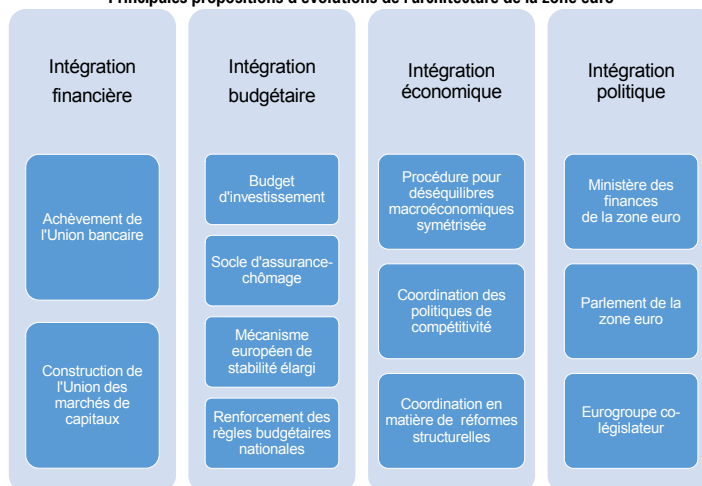 Principales propositions d'évolutions de l'architecture de la zone euro
Intégration
financière
Achèvement de
l'Union bancaire
Construction de
l'Union des
marchés de
capitaux
Intégration
budgétaire
Budget
d'investissement
Socle d'assurance-
chômage
Mécanisme
européen de
stabilité élargi
Renforcement des
règles budgétaires
nationales
Intégration
économique
Procédure pour
déséquilibres
macroéconomiques
symétrisée
Coordination des
politiques de
compétitivité
Coordination en
matière de réformes
structurelles
Intégration
politique
Ministère des
finances
de la zone euro
Parlement de la
zone euro
Eurogroupe co-
législateur